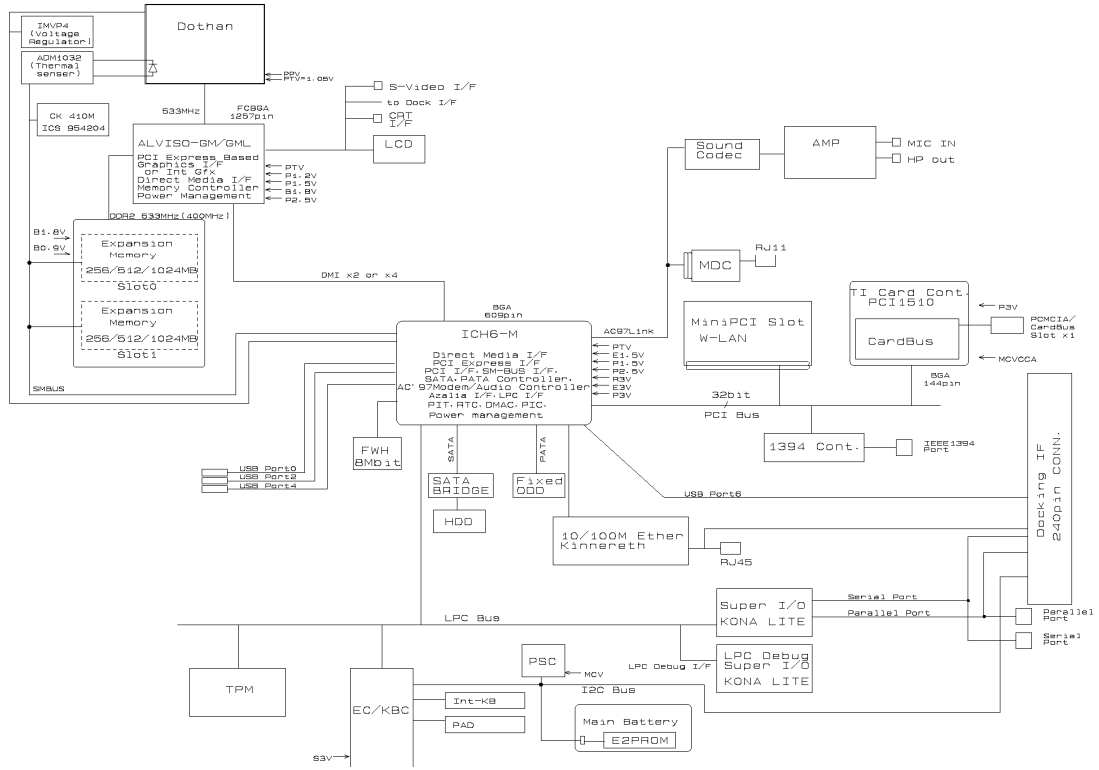 IMVP4
(Voltage
Regulator)
Dothan
ADM1032
(Thermal
senser)
PPV
PTV=1.05V
CK 410M
ICS 954204
533MHz
FCBGA
1257pin
S-Video I/F
to Dock I/F
CRT
I/F
LCD
ALVISO-GM/GML
PCI Express Based
Graphics I/F
or Int Gfx
Direct Media I/F
Memory Controller
Power Management
PTV
P1.2V
P1.5V
B1.8V
P2.5V
Sound
Codec
AMP
MIC IN
HP out
DDR2 533MHz(400MHz)
B1.8V
B0.9V
Expansion
Memory
256/512/1024MB
Slot0
Expansion
Memory
256/512/1024MB
Slot1
SMBUS
DMI x2 or x4
MDC
RJ11
BGA
609pin
ICH6-M
Direct Media I/F
PCI Express I/F
PCI I/F, SM-BUS I/F,
SATA, PATA Controller,
AC'97Modem/Audio Controller
Azalia I/F, LPC I/F
PIT, RTC, DMAC, PIC,
Power management
AC97Link
PTV
E1.5V
P1.5V
P2.5V
R3V
E3V
P3V
MiniPCI Slot
W-LAN
TI Card Cont.
PCI1510
CardBus
P3V
PCMCIA/
CardBus
Slot x1
MCVCCA
BGA
144pin
32bit
PCI Bus
1394 Cont.
IEEE1394
Port
FWH
8Mbit
SATA
PATA
SATA
BRIDGE
Fixed
ODD
HDD
USB Port0
USB Port2
USB Port4
USB Port6
Docking IF
240pin CONN.
10/100M Ether
Kinnereth
RJ45
Super I/O
KONA LITE
Serial Port
Parallel Port
Parallel
Port
Serial
Port
LPC Bus
LPC Debug I/F
LPC Debug
Super I/O
KONA LITE
TPM
EC/KBC
PSC
MCV
I2C Bus
Int-KB
PAD
Main Battery
E2PROM
S3V